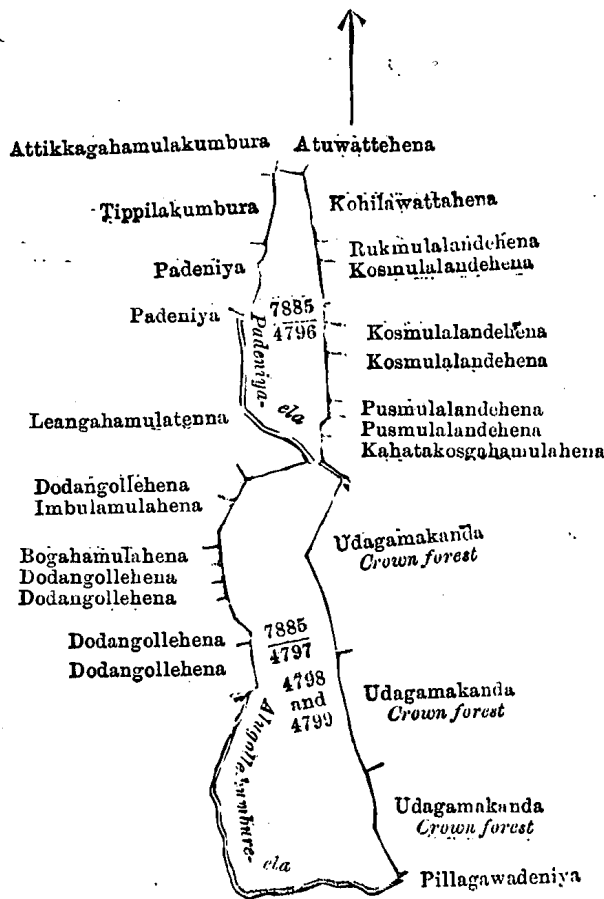 Attikkagahamulakumbura Atuwattehena
Tippilakumbura Kohilawattahena
Rukmulalandehena
Padeniya Kosmulalandehena
Padeniya 7885
4796 Kosmulalandehena
Padeniya-
ela
Kosmulalandehena
Leangahamulatenna Pusmulalandehena
Pusmulalandehena
Kahatakosgahamulahena
Dodangollehena
Imbulamulahena
Udagamakanda
Crown forest
Bogahamulahena
Dodangollehena
Dodangollehena
Dodangollehena 7885
4797
Dodangollehena 4798
and
4799
Udagamakanda
Crown forest
ela
Udagamakanda
Crown forest
Pillagawadeniya